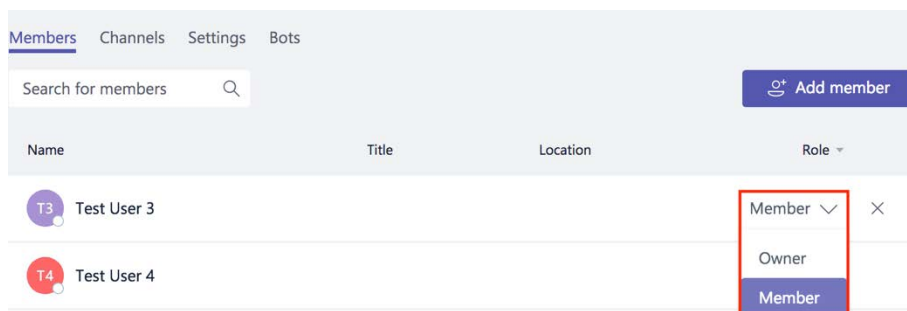 Members Channels Settings Bots
Search for members
Add member
Name Title Location Role
T3 Test User 3 Member
Owner
T4 Test User 4
Member